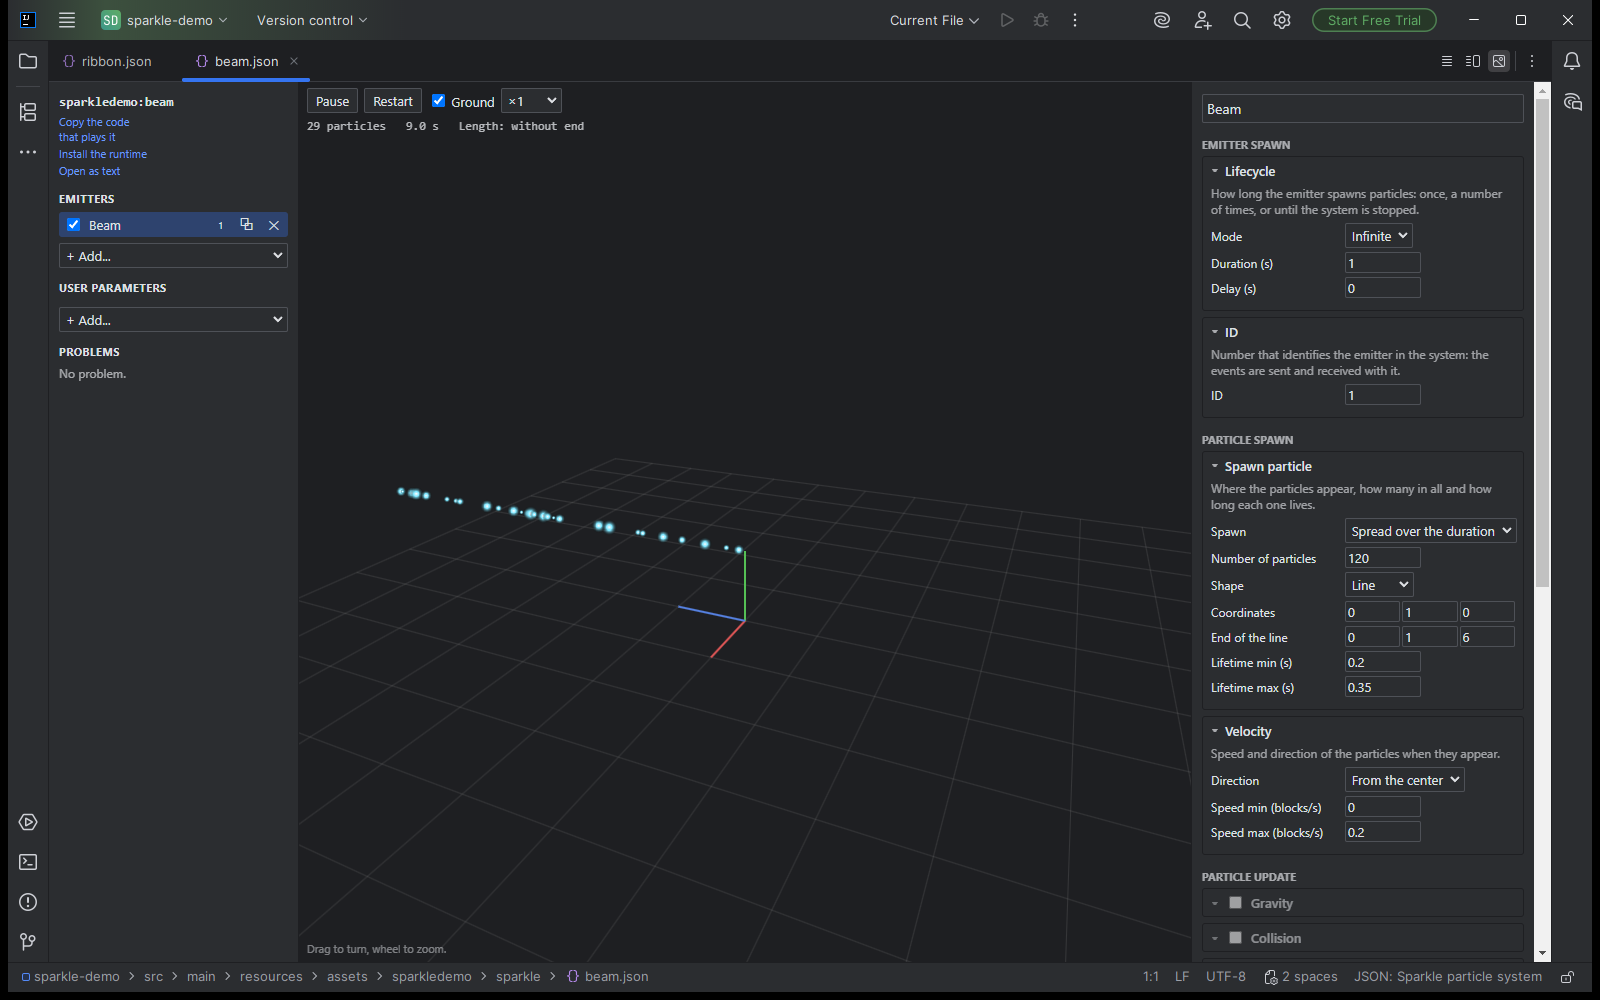 SD sparkle-demo Version control Current File Start Free Trial
ribbon.json beam.json
sparkledemo:beam
Copy the code
that plays it
Install the runtime
Open as text
EMITTERS
Beam 1
+ Add...
USER PARAMETERS
+ Add...
PROBLEMS
No problem.
Pause Restart Ground ×1
29 particles 9.0 s Length: without end
Drag to turn, wheel to zoom.
Beam
EMITTER SPAWN
Lifecycle
How long the emitter spawns particles: once, a number
of times, or until the system is stopped.
Mode Infinite
Duration (s) 1
Delay (s) 0
ID
Number that identifies the emitter in the system: the
events are sent and received with it.
ID 1
PARTICLE SPAWN
Spawn particle
Where the particles appear, how many in all and how
long each one lives.
Spawn Spread over the duration
Number of particles 120
Shape Line
Coordinates 0 1 0
End of the line 0 1 6
Lifetime min (s) 0.2
Lifetime max (s) 0.35
Velocity
Speed and direction of the particles when they appear.
Direction From the center
Speed min (blocks/s) 0
Speed max (blocks/s) 0.2
PARTICLE UPDATE
Gravity
Collision
sparkle-demo > src > main > resources > assets > sparkledemo > sparkle > {} beam.json 1:1 LF UTF-8 2 spaces JSON: Sparkle particle system